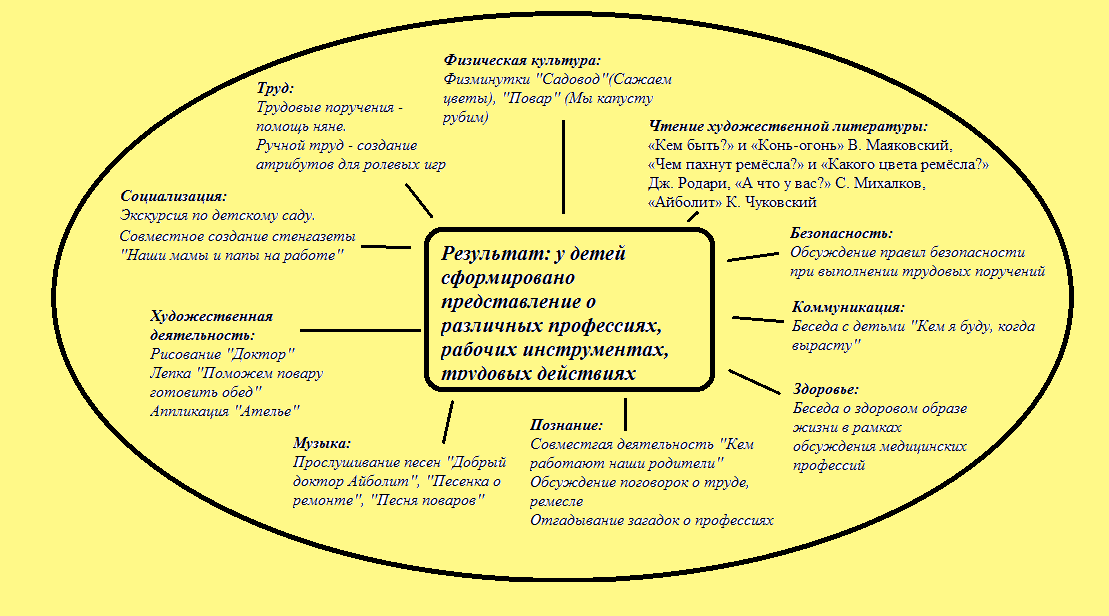 Физическая культура:
Физминутки "Садовод"(Сажаем
цветы), "Повар" (Мы капусту
рубим)
Труд:
Трудовые поручения -
помощь няне.
Ручной труд - создание
атрибутов для ролевых игр
Чтение художественной литературы:
«Кем быть?» и «Конь-огонь» В. Маяковский,
«Чем пахнут ремёсла?» и «Какого цвета ремёсла?»
Дж. Родари, «А что у вас?» С. Михалков,
«Айболит» К. Чуковский
Социализация:
Экскурсия по детскому саду.
Совместное создание стенгазеты
"Наши мамы и папы на работе"
Результат: у детей
сформировано
представление о
различных профессиях,
рабочих инструментах,
трудовых действиях
Безопасность:
Обсуждение правил безопасности
при выполнении трудовых поручений
Коммуникация:
Беседа с детьми "Кем я буду, когда
вырасту"
Художественная
деятельность:
Рисование "Доктор"
Лепка "Поможем повару
готовить обед"
Аппликация "Ателье"
Здоровье:
Беседа о здоровом образе
жизни в рамках
обсуждения медицинских
профессий
Музыка:
Прослушивание песен "Добрый
доктор Айболит", "Песенка о
ремонте", "Песня поваров"
Познание:
Совместгая деятельность "Кем
работают наши родители"
Обсуждение поговорок о труде,
ремесле
Отгадывание загадок о профессиях